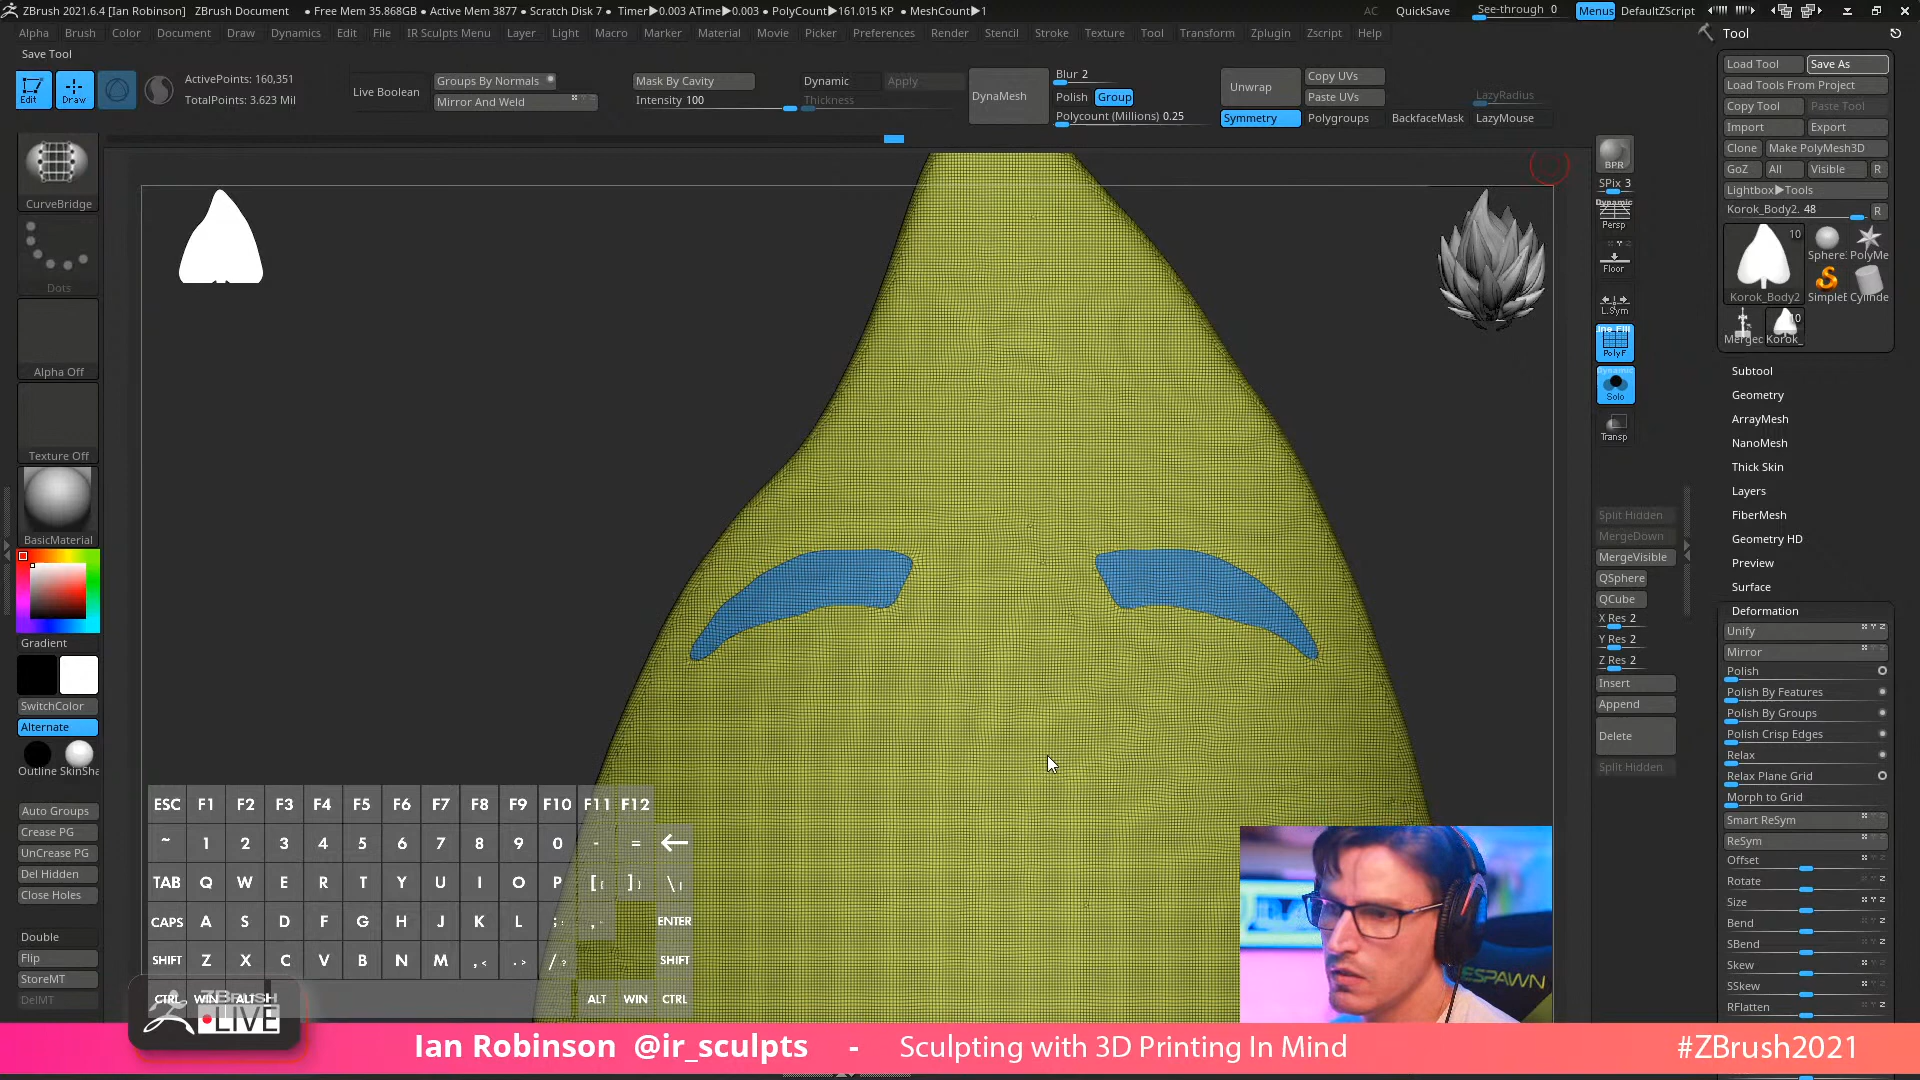 ZBrush 2021.6.4 [Ian Robinson] ZBrush Document • Free Mem 35.868GB • Active Mem 3877 • Scratch Disk 7 • Timer▶0.003 ATime▶0.003 • PolyCount▶161.015 KP • MeshCount▶1 AC QuickSave See-through 0 Menus DefaultZScript
Alpha Brush Color Document Draw Dynamics Edit File IR Sculpts Menu Layer Light Macro Marker Material Movie Picker Preferences Render Stencil Stroke Texture Tool Transform Zplugin Zscript Help
Save Tool
Edit Draw
ActivePoints: 160,351
TotalPoints: 3.623 Mil
Live Boolean
Groups By Normals
Mirror And Weld
Mask By Cavity
Intensity 100
Dynamic Apply
Thickness
DynaMesh
Blur 2
Polish Group
Polycount (Millions) 0.25
Unwrap
Copy UVs
Paste UVs
Symmetry Polygroups BackfaceMask
LazyRadius
LazyMouse
CurveBridge
Dots
Alpha Off
Texture Off
BasicMaterial
Gradient
SwitchColor
Alternate
Outline SkinSha
Auto Groups
Crease PG
UnCrease PG
Del Hidden
Close Holes
Double
Flip
StoreMT
DelMT
ESC F1 F2 F3 F4 F5 F6 F7 F8 F9 F10 F11 F12
~ 1 2 3 4 5 6 7 8 9 0 - =
TAB Q W E R T Y U I O P [ ] \
CAPS A S D F G H J K L ; , ENTER
SHIFT Z X C V B N M , < . > / ? SHIFT
CTRL WIN ALT ALT WIN CTRL
ZBRUSH
LIVE
BPR
SPix 3
Dynamic
Persp
Floor
L.Sym
Line Fill
PolyF
Dynamic
Solo
Transp
Split Hidden
MergeDown
MergeVisible
QSphere
QCube
X Res 2
Y Res 2
Z Res 2
Insert
Append
Delete
Split Hidden
Tool
Load Tool Save As
Load Tools From Project
Copy Tool Paste Tool
Import Export
Clone Make PolyMesh3D
GoZ All Visible R
Lightbox▶Tools
Korok_Body2. 48 R
10
Sphere. PolyMe
Korok_Body2 SimpleB Cylinde
10
Mergec Korok_
Subtool
Geometry
ArrayMesh
NanoMesh
Thick Skin
Layers
FiberMesh
Geometry HD
Preview
Surface
Deformation
Unify
Mirror
Polish
Polish By Features
Polish By Groups
Polish Crisp Edges
Relax
Relax Plane Grid
Morph to Grid
Smart ReSym
ReSym
Offset
Rotate
Size
Bend
SBend
Skew
SSkew
RFlatten
ESPAWN
Ian Robinson @ir_sculpts - Sculpting with 3D Printing In Mind #ZBrush2021